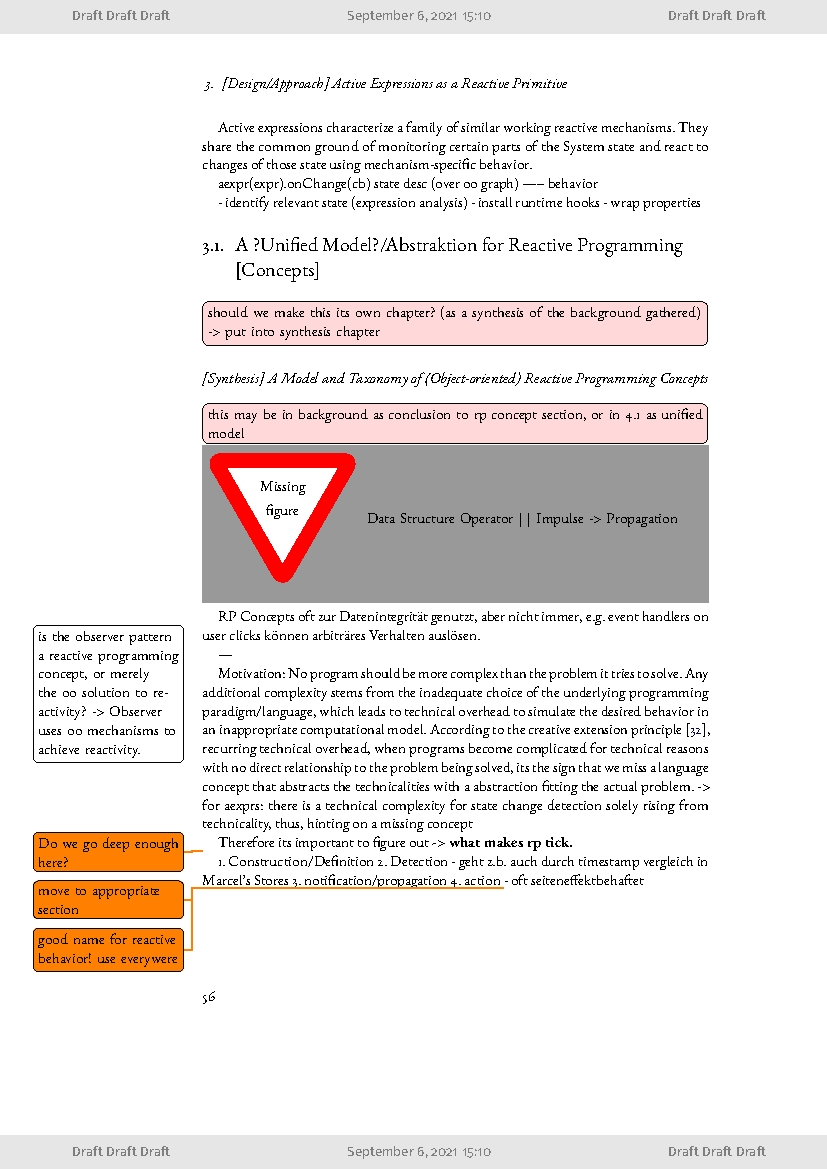 Draft Draft Draft September 6, 2021 15:10 Draft Draft Draft
3. [Design/Approach] Active Expressions as a Reactive Primitive
Active expressions characterize a family of similar working reactive mechanisms. They
share the common ground of monitoring certain parts of the System state and react to
changes of those state using mechanism-specific behavior.
aexpr(expr).onChange(cb) state desc (over oo graph) —– behavior
- identify relevant state (expression analysis) - install runtime hooks - wrap properties
3.1. A ?Unified Model?/Abstraktion for Reactive Programming
[Concepts]
should we make this its own chapter? (as a synthesis of the background gathered)
-> put into synthesis chapter
[Synthesis] A Model and Taxonomy of (Object-oriented) Reactive Programming Concepts
this may be in background as conclusion to rp concept section, or in 4.1 as unified
model
Missing
figure
Data Structure Operator || Impulse -> Propagation
RP Concepts oft zur Datenintegrität genutzt, aber nicht immer, e.g. event handlers on
user clicks können arbiträres Verhalten auslösen.
—
is the observer pattern
a reactive programming
concept, or merely
the oo solution to re-
activity? -> Observer
uses oo mechanisms to
achieve reactivity.
Motivation: No program should be more complex than the problem it tries to solve. Any
additional complexity stems from the inadequate choice of the underlying programming
paradigm/language, which leads to technical overhead to simulate the desired behavior in
an inappropriate computational model. According to the creative extension principle [32],
recurring technical overhead, when programs become complicated for technical reasons
with no direct relationship to the problem being solved, its the sign that we miss a language
concept that abstracts the technicalities with a abstraction fitting the actual problem. ->
for aexprs: there is a technical complexity for state change detection solely rising from
technicality, thus, hinting on a missing concept
Therefore its important to figure out -> what makes rp tick.
1. Construction/Definition 2. Detection - geht z.b. auch durch timestamp vergleich in
Marcel's Stores 3. notification/propagation 4. action - oft seiteneffektbehaftet
Do we go deep enough
here?
move to appropriate
section
good name for reactive
behavior! use everywere
56
Draft Draft Draft September 6, 2021 15:10 Draft Draft Draft